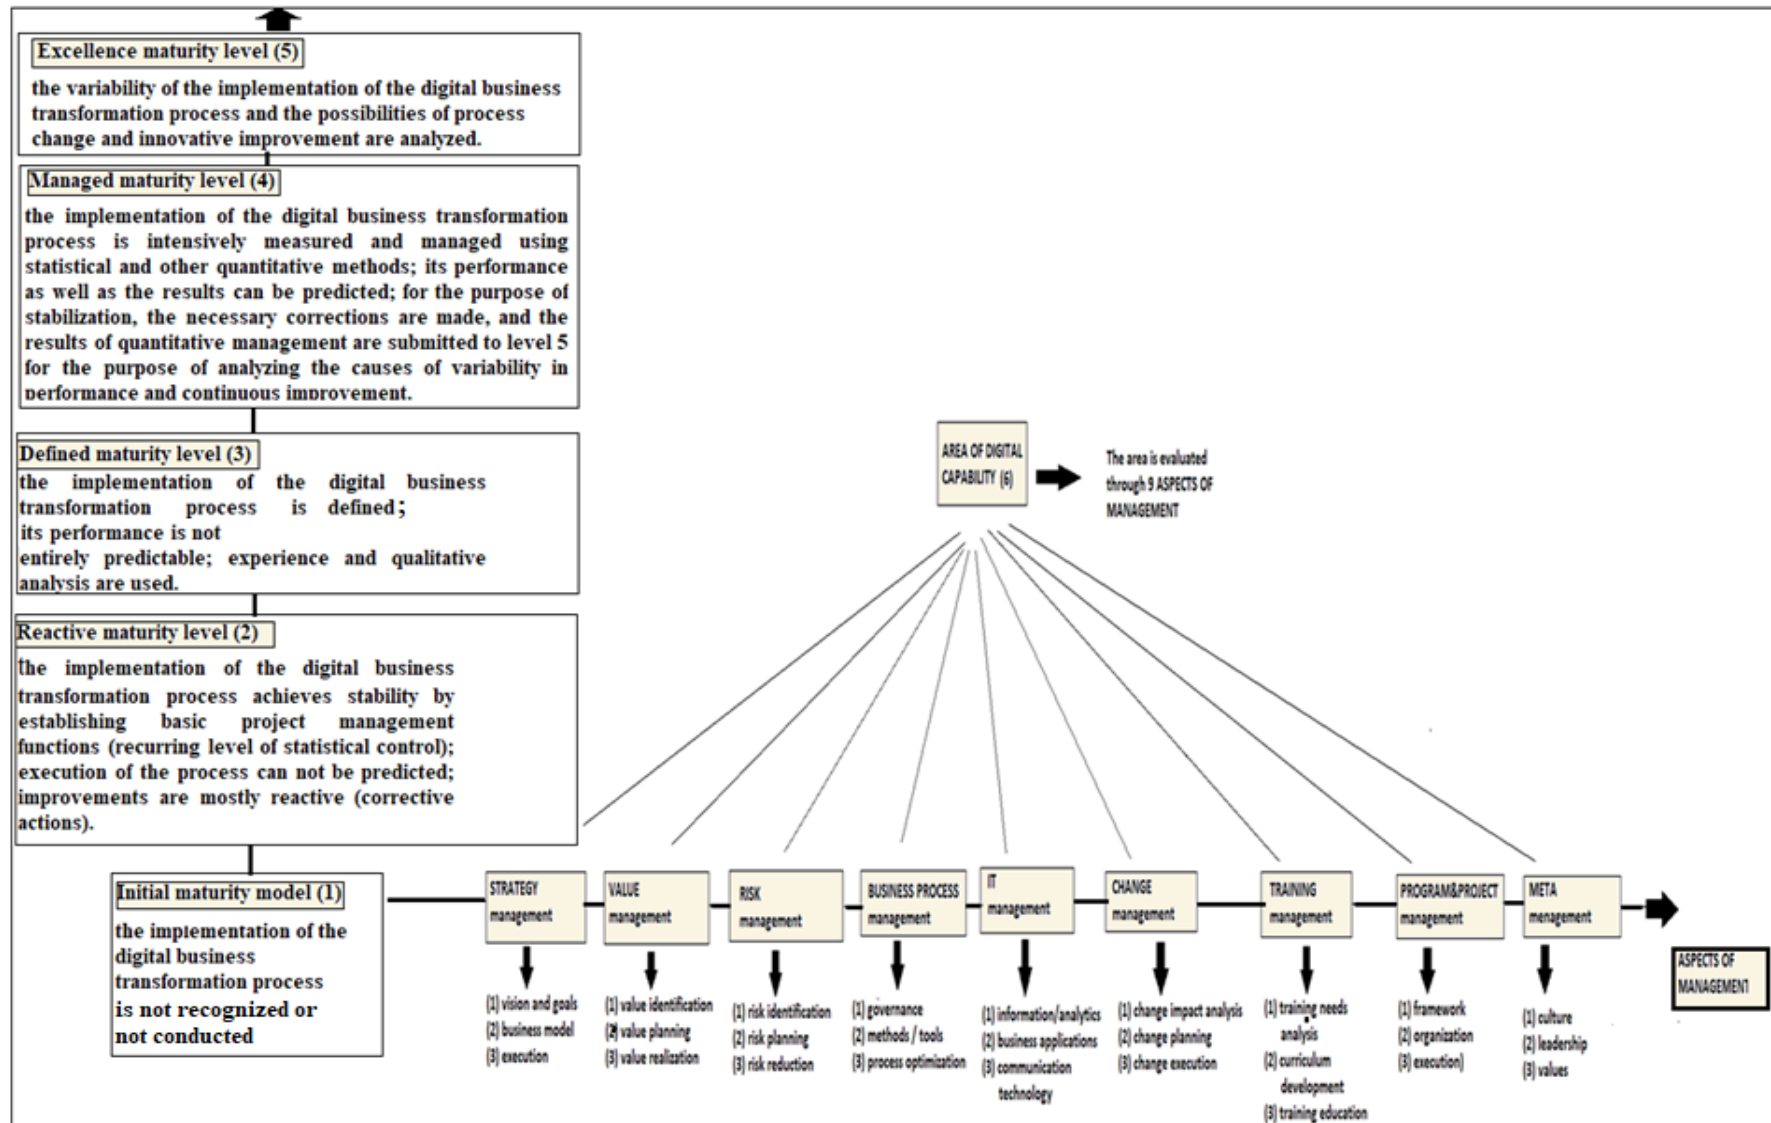 Excellence maturity level (5)
the variability of the implementation of the digital business
transformation process and the possibilities of process
change and innovative improvement are analyzed.
Managed maturity level (4)
the implementation of the digital business transformation
process is intensively measured and managed using
statistical and other quantitative methods; its performance
as well as the results can be predicted; for the purpose of
stabilization, the necessary corrections are made, and the
results of quantitative management are submitted to level 5
for the purpose of analyzing the causes of variability in
performance and continuous improvement.
Defined maturity level (3)
the implementation of the digital business
transformation process is defined;
its performance is not
entirely predictable; experience and qualitative
analysis are used.
Reactive maturity level (2)
the implementation of the digital business
transformation process achieves stability by
establishing basic project management
functions (recurring level of statistical control);
execution of the process can not be predicted;
improvements are mostly reactive (corrective
actions).
Initial maturity model (1)
the implementation of the
digital business
transformation process
is not recognized or
not conducted
AREA OF DIGITAL
CAPABILITY (6)
The area is evaluated
through 9 ASPECTS OF
MANAGEMENT
STRATEGY
management
(1) vision and goals
(2) business model
(3) execution
VALUE
management
(1) value identification
(2) value planning
(3) value realization
RISK
management
(1) risk identification
(2) risk planning
(3) risk reduction
BUSINESS PROCESS
management
(1) governance
(2) methods / tools
(3) process optimization
IT
management
(1) information/analytics
(2) business applications
(3) communication
technology
CHANGE
management
(1) change impact analysis
(2) change planning
(3) change execution
TRAINING
management
(1) training needs
analysis
(2) curriculum
development
(3) training education
PROGRAM&PROJECT
management
(1) framework
(2) organization
(3) execution)
META
menagement
(1) culture
(2) leadership
(3) values
ASPECTS OF
MANAGEMENT